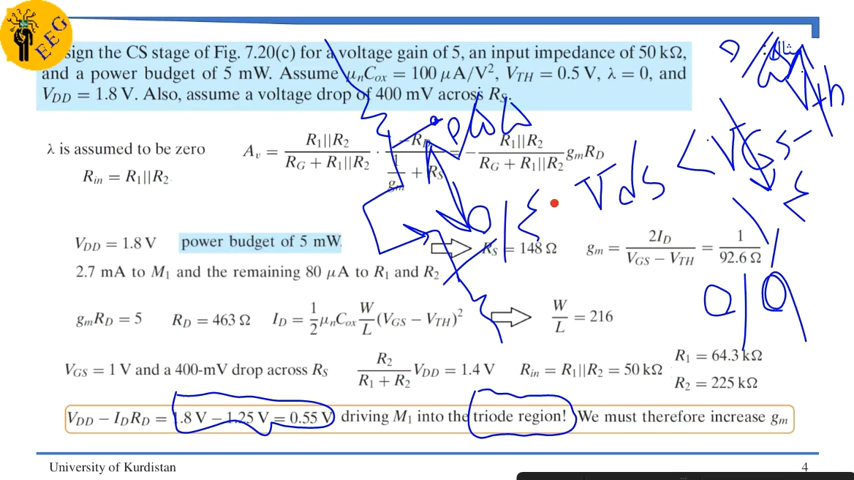 EEG
sign the CS stage of Fig. 7.20(c) for a voltage gain of 5, an input impedance of 50 kΩ,
and a power budget of 5 mW. Assume μnCox = 100 μA/V², VTH = 0.5 V, λ = 0, and
VDD = 1.8 V. Also, assume a voltage drop of 400 mV across RS.
مثال:
λ is assumed to be zero
Rin = R1||R2
Av = R1||R2 / (RG + R1||R2) · −RD / (1/gm + RS) = − R1||R2 / (RG + R1||R2) gmRD
Vds < VGS - Vth
VDD = 1.8 V power budget of 5 mW RS = 148 Ω gm = 2ID / (VGS − VTH) = 1 / 92.6 Ω
2.7 mA to M1 and the remaining 80 μA to R1 and R2
gmRD = 5 RD = 463 Ω ID = 1/2 μnCox W/L (VGS − VTH)² W/L = 216
VGS = 1 V and a 400-mV drop across RS R2 / (R1 + R2) VDD = 1.4 V Rin = R1||R2 = 50 kΩ R1 = 64.3 kΩ
R2 = 225 kΩ
VDD − IDRD = 1.8 V − 1.25 V = 0.55 V driving M1 into the triode region! We must therefore increase gm
University of Kurdistan 4